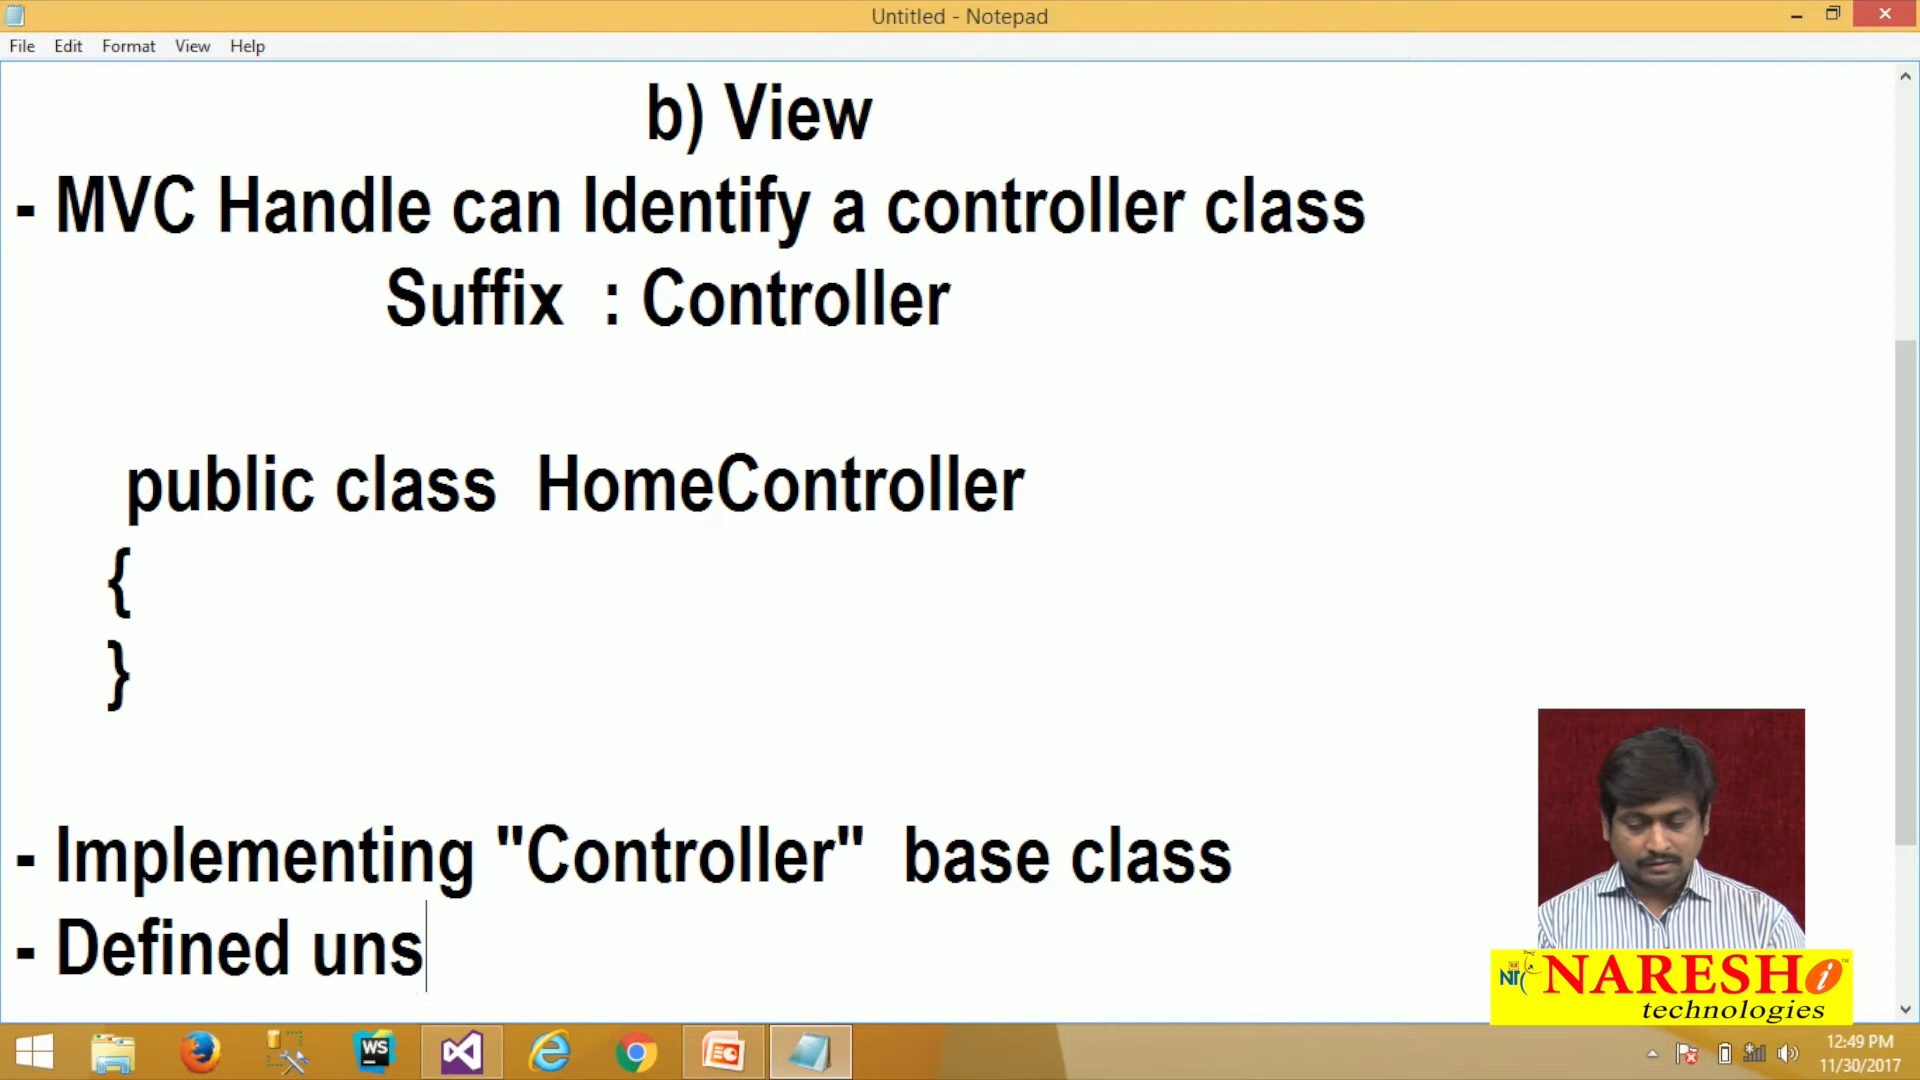 Untitled - Notepad
File Edit Format View Help
b) View
- MVC Handle can Identify a controller class
Suffix : Controller
public class HomeController
{
}
- Implementing "Controller" base class
- Defined uns
NARESH i
technologies
WS
12:49 PM
11/30/2017